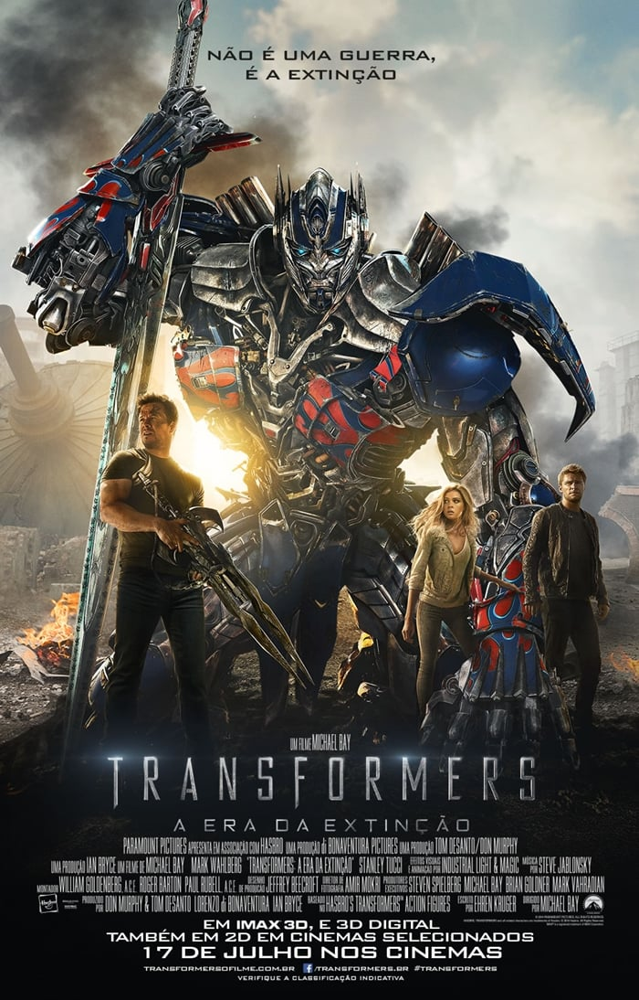 NÃO É UMA GUERRA,
É A EXTINÇÃO
UM FILME MICHAEL BAY
TRANSFORMERS
A ERA DA EXTINÇÃO
PARAMOUNT PICTURES APRESENTA EM ASSOCIAÇÃO COM HASBRO UMA PRODUÇÃO di BONAVENTURA PICTURES UMA PRODUÇÃO TOM DESANTO/DON MURPHY
UMA PRODUÇÃO IAN BRYCE UM FILME DE MICHAEL BAY MARK WAHLBERG "TRANSFORMERS: A ERA DA EXTINÇÃO" STANLEY TUCCI EFEITOS VISUAIS E ANIMAÇÃO POR INDUSTRIAL LIGHT & MAGIC MÚSICA POR STEVE JABLONSKY
MONTADOR WILLIAM GOLDENBERG A.C.E. ROGER BARTON PAUL RUBELL A.C.E. DESENHO DE PRODUÇÃO JEFFREY BEECROFT DIRETOR DE FOTOGRAFIA AMIR MOKRI PRODUTORES EXECUTIVOS STEVEN SPIELBERG MICHAEL BAY BRIAN GOLDNER MARK VAHRADIAN
Hasbro PRODUZIDO POR DON MURPHY & TOM DESANTO LORENZO di BONAVENTURA IAN BRYCE BASEADO NOS HASBRO'S TRANSFORMERS™ ACTION FIGURES ESCRITO POR EHREN KRUGER DIRIGIDO POR MICHAEL BAY
EM IMAX 3D, E 3D DIGITAL
TAMBÉM EM 2D EM CINEMAS SELECIONADOS
17 DE JULHO NOS CINEMAS
TRANSFORMERSOFILME.COM.BR f/TRANSFORMERS.BR #TRANSFORMERS
VERIFIQUE A CLASSIFICAÇÃO INDICATIVA